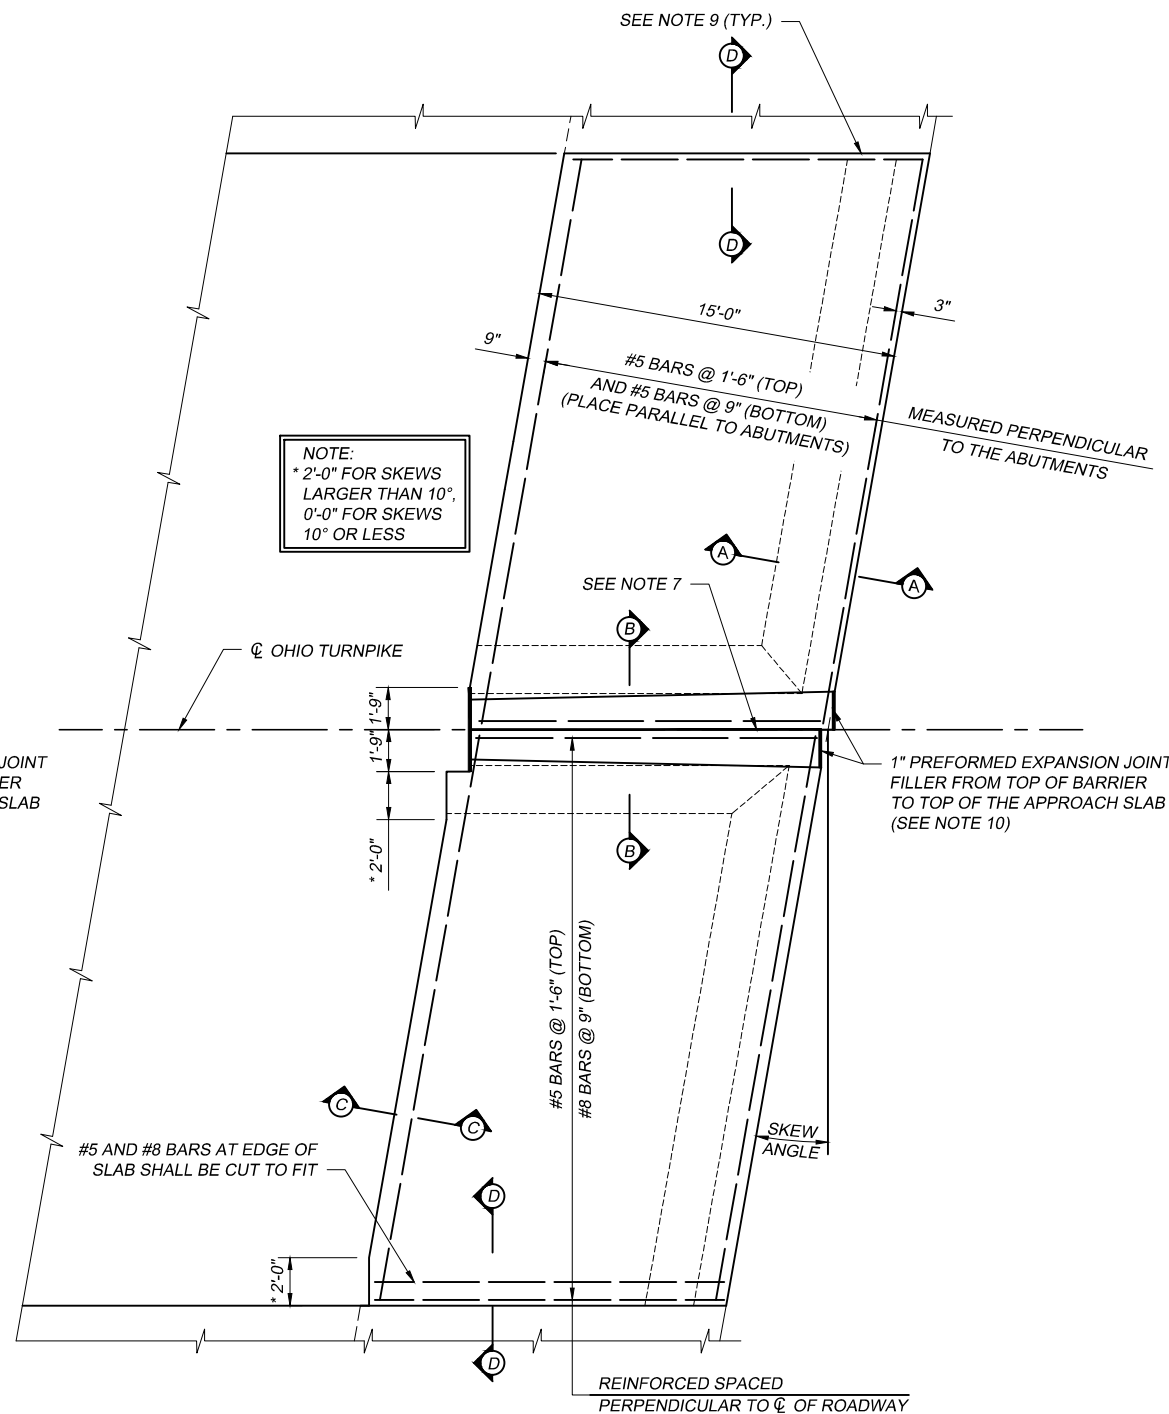 SEE NOTE 9 (TYP.)
D
D
15'-0"
3"
9"
#5 BARS @ 1'-6" (TOP)
AND #5 BARS @ 9" (BOTTOM)
(PLACE PARALLEL TO ABUTMENTS)
MEASURED PERPENDICULAR
TO THE ABUTMENTS
NOTE:
* 2'-0" FOR SKEWS
LARGER THAN 10°,
0'-0" FOR SKEWS
10° OR LESS
A
A
SEE NOTE 7
B
℄ OHIO TURNPIKE
1'-9"
1'-9"
* 2'-0"
JOINT
ER
SLAB
1" PREFORMED EXPANSION JOINT
FILLER FROM TOP OF BARRIER
TO TOP OF THE APPROACH SLAB
(SEE NOTE 10)
B
#5 BARS @ 1'-6" (TOP)
#8 BARS @ 9" (BOTTOM)
C
C
SKEW
ANGLE
#5 AND #8 BARS AT EDGE OF
SLAB SHALL BE CUT TO FIT
D
* 2'-0"
D
REINFORCED SPACED
PERPENDICULAR TO ℄ OF ROADWAY